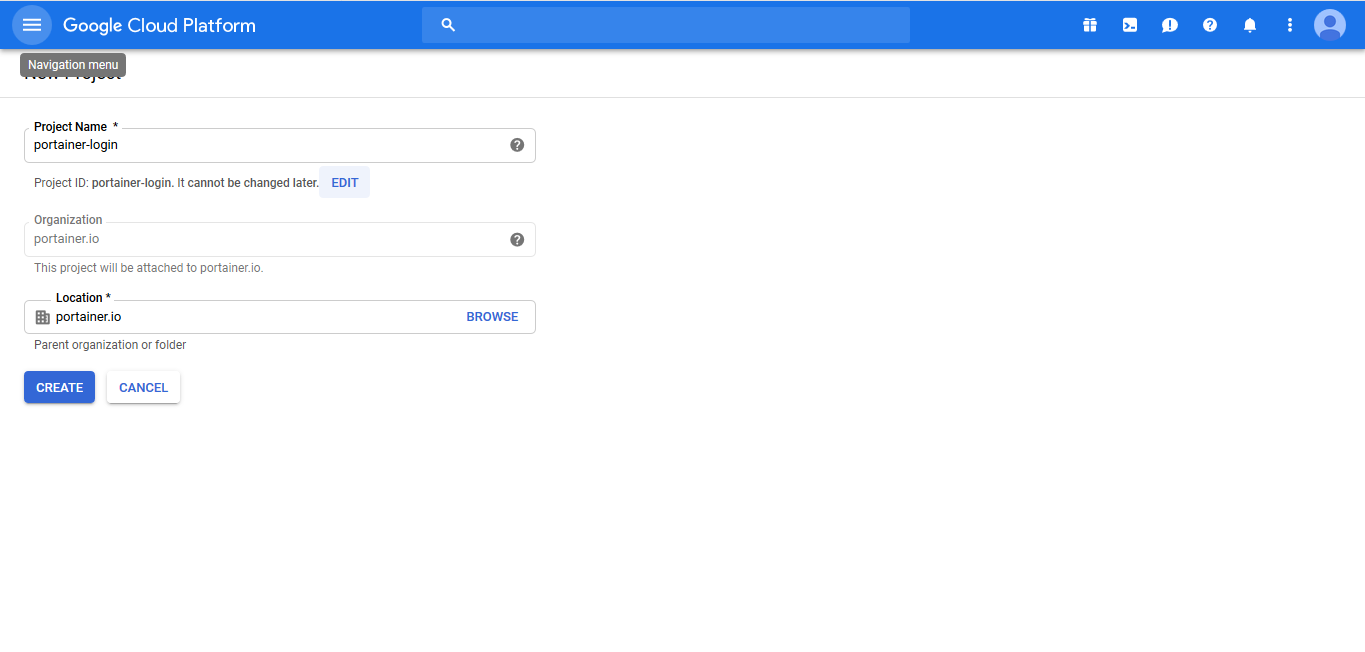 Google Cloud Platform
Navigation menu
New Project
Project Name *
portainer-login
Project ID: portainer-login. It cannot be changed later. EDIT
Organization
portainer.io
This project will be attached to portainer.io.
Location *
portainer.io BROWSE
Parent organization or folder
CREATE CANCEL